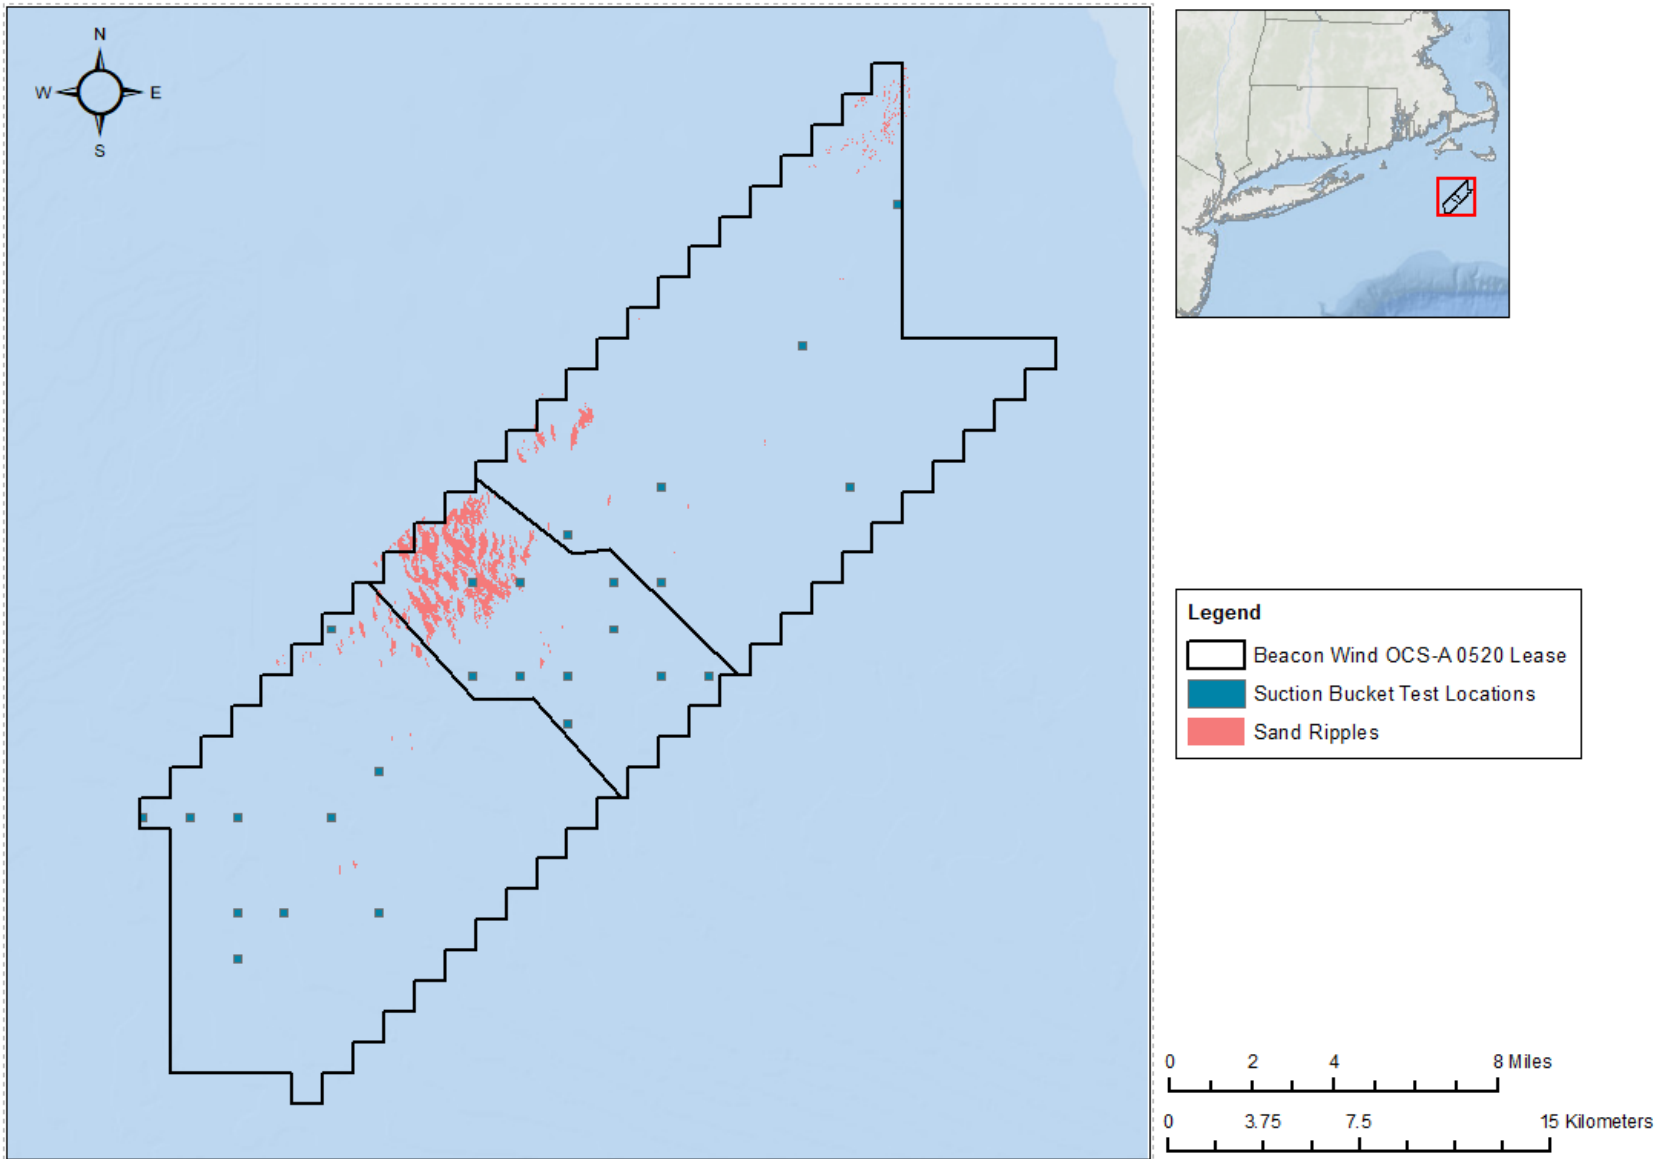 N
W E
S
Legend
Beacon Wind OCS-A 0520 Lease
Suction Bucket Test Locations
Sand Ripples
0 2 4 8 Miles
0 3.75 7.5 15 Kilometers